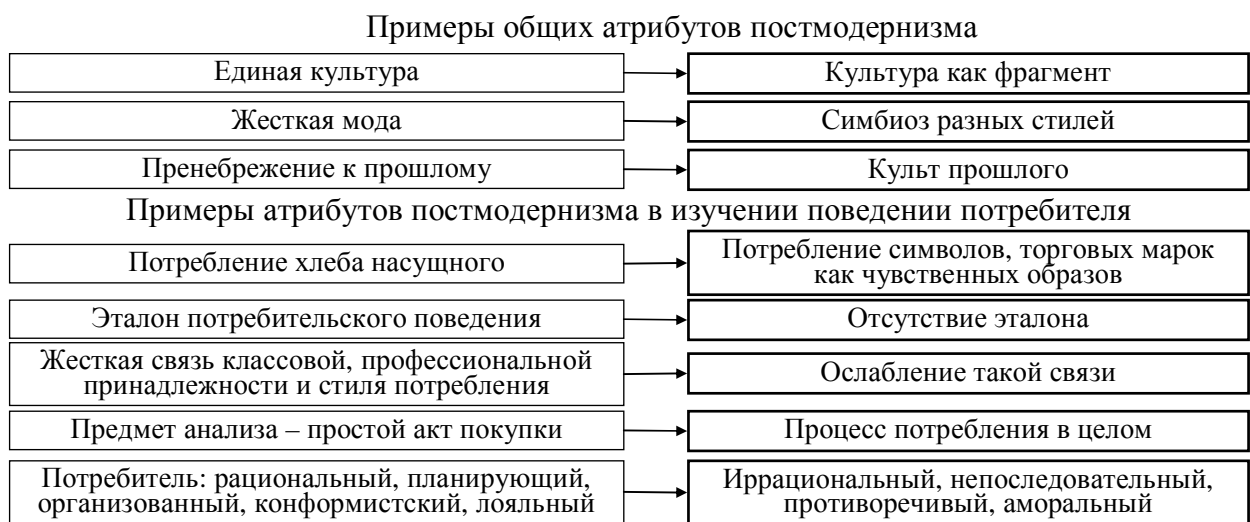 Примеры общих атрибутов постмодернизма
Единая культура
Культура как фрагмент
Жесткая мода
Симбиоз разных стилей
Пренебрежение к прошлому
Культ прошлого
Примеры атрибутов постмодернизма в изучении поведении потребителя
Потребление хлеба насущного
Потребление символов, торговых марок
как чувственных образов
Эталон потребительского поведения
Отсутствие эталона
Жесткая связь классовой, профессиональной
принадлежности и стиля потребления
Ослабление такой связи
Предмет анализа – простой акт покупки
Процесс потребления в целом
Потребитель: рациональный, планирующий,
организованный, конформистский, лояльный
Иррациональный, непоследовательный,
противоречивый, аморальный